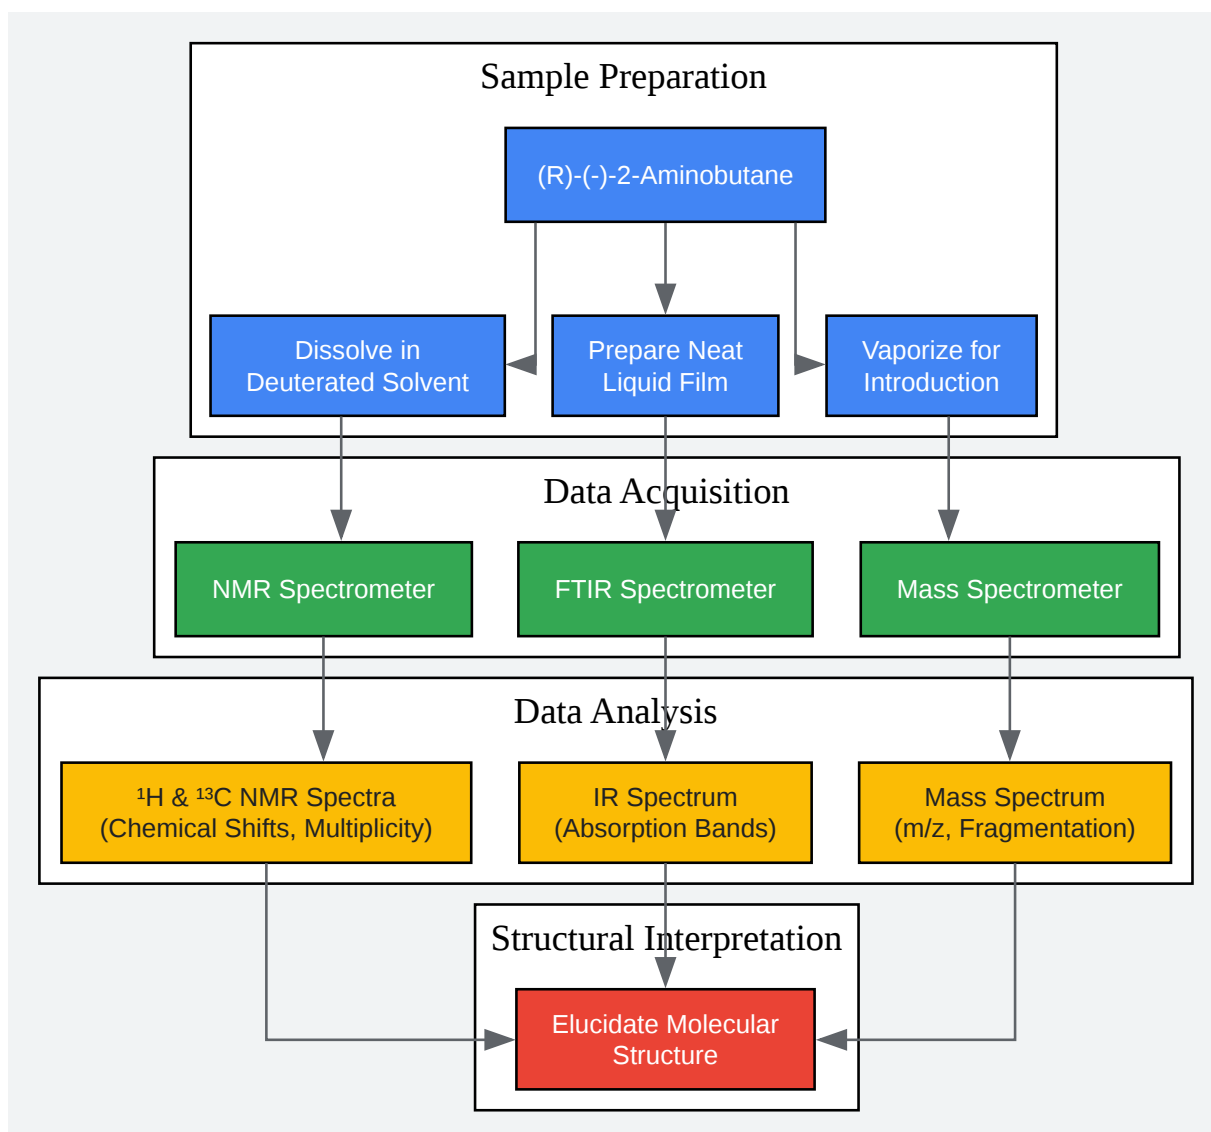 Sample Preparation
(R)-(-)-2-Aminobutane
Dissolve in
Deuterated Solvent
Prepare Neat
Liquid Film
Vaporize for
Introduction
Data Acquisition
NMR Spectrometer
FTIR Spectrometer
Mass Spectrometer
Data Analysis
¹H & ¹³C NMR Spectra
(Chemical Shifts, Multiplicity)
IR Spectrum
(Absorption Bands)
Mass Spectrum
(m/z, Fragmentation)
Structural Interpretation
Elucidate Molecular
Structure